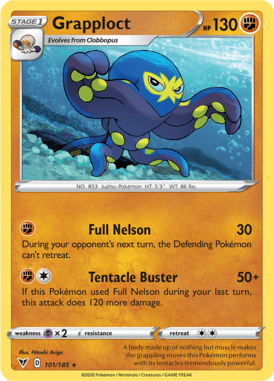 STAGE 1
Grapploct
HP 130
Evolves from Clobbopus
NO. 853 Jujitsu Pokémon HT: 5'3" WT: 86 lbs.
Full Nelson 30
During your opponent's next turn, the Defending Pokémon
can't retreat.
Tentacle Buster 50+
If this Pokémon used Full Nelson during your last turn,
this attack does 120 more damage.
weakness ×2 resistance retreat
Illus. Hitoshi Ariga
D 101/185 ★
A body made up of nothing but muscle makes
the grappling moves this Pokémon performs
with its tentacles tremendously powerful.
©2020 Pokémon / Nintendo / Creatures / GAME FREAK